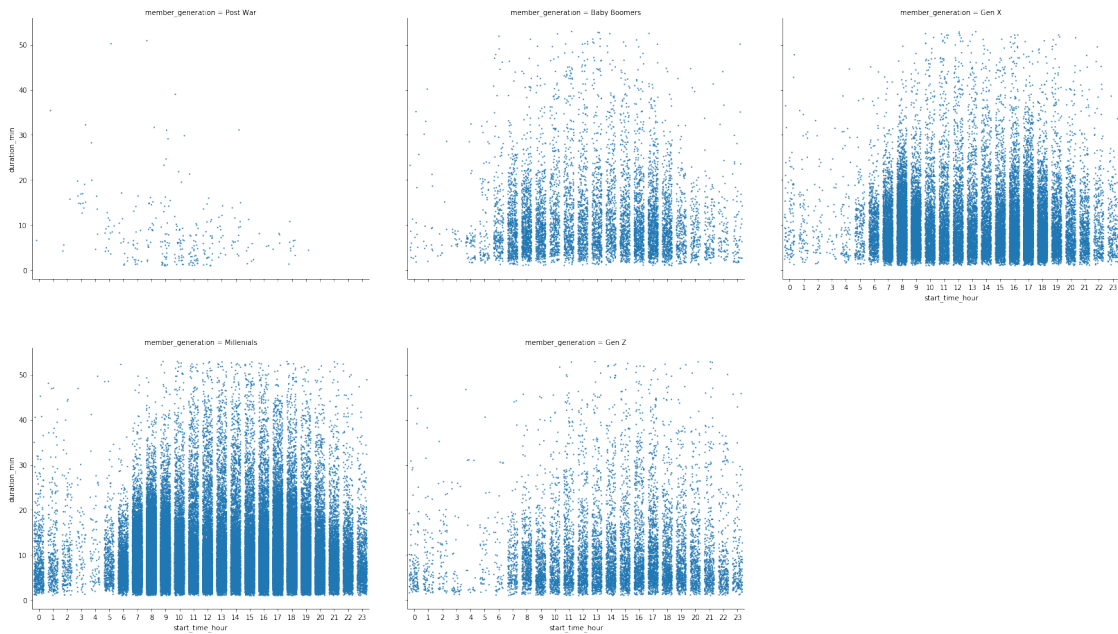 member_generation = Post War
member_generation = Baby Boomers
member_generation = Gen X
50
40
30
20
10
0
duration_min
0 1 2 3 4 5 6 7 8 9 10 11 12 13 14 15 16 17 18 19 20 21 22 23
start_time_hour
member_generation = Millenials
member_generation = Gen Z
50
40
30
20
10
0
duration_min
0 1 2 3 4 5 6 7 8 9 10 11 12 13 14 15 16 17 18 19 20 21 22 23
start_time_hour
0 1 2 3 4 5 6 7 8 9 10 11 12 13 14 15 16 17 18 19 20 21 22 23
start_time_hour